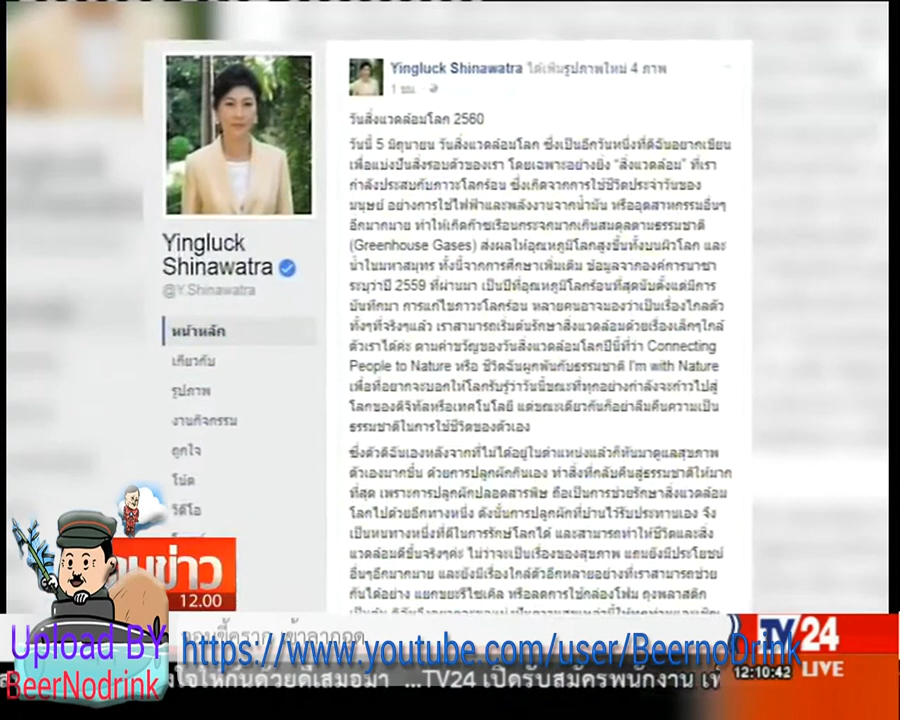 Yingluck Shinawatra ได้เพิ่มรูปภาพใหม่ 4 ภาพ
1 ชม.
วันสิ่งแวดล้อมโลก 2560
วันนี้ 5 มิถุนายน วันสิ่งแวดล้อมโลก ซึ่งเป็นอีกวันหนึ่งที่ดิฉันอยากเขียน
เพื่อแบ่งปันสิ่งรอบตัวของเรา โดยเฉพาะอย่างยิ่ง “สิ่งแวดล้อม” ที่เรา
กำลังประสบกับภาวะโลกร้อน ซึ่งเกิดจากการใช้ชีวิตประจำวันของ
มนุษย์ อย่างการใช้ไฟฟ้าและพลังงานจากน้ำมัน หรืออุตสาหกรรมอื่นๆ
อีกมากมาย ทำให้เกิดก๊าซเรือนกระจกมากเกินสมดุลตามธรรมชาติ
(Greenhouse Gases) ส่งผลให้อุณหภูมิโลกสูงขึ้นทั้งบนผิวโลก และ
น้ำในมหาสมุทร ทั้งนี้จากการศึกษาเพิ่มเติม ข้อมูลจากองค์การนาซา
ระบุว่าปี 2559 ที่ผ่านมา เป็นปีที่อุณหภูมิโลกร้อนที่สุดนับตั้งแต่มีการ
บันทึกมา การแก้ไขภาวะโลกร้อน หลายคนอาจมองว่าเป็นเรื่องไกลตัว
ทั้งๆที่จริงๆแล้ว เราสามารถเริ่มต้นรักษาสิ่งแวดล้อมด้วยเรื่องเล็กๆใกล้
ตัวเราได้ค่ะ ตามคำขวัญของวันสิ่งแวดล้อมโลกปีนี้ที่ว่า Connecting
People to Nature หรือ ชีวิตฉันผูกพันกับธรรมชาติ I'm with Nature
เพื่อที่อยากจะบอกให้โลกรับรู้ว่าวันนี้ขณะที่ทุกอย่างกำลังจะก้าวไปสู่
โลกของดิจิทัลหรือเทคโนโลยี แต่ขณะเดียวกันก็อย่าลืมคืนความเป็น
ธรรมชาติในการใช้ชีวิตของตัวเอง
ซึ่งตัวดิฉันเองหลังจากที่ไม่ได้อยู่ในตำแหน่งแล้วก็หันมาดูแลสุขภาพ
ตัวเองมากขึ้น ด้วยการปลูกผักกินเอง ทำสิ่งที่กลับคืนสู่ธรรมชาติให้มาก
ที่สุด เพราะการปลูกผักปลอดสารพิษ ถือเป็นการช่วยรักษาสิ่งแวดล้อม
โลกไปด้วยอีกทางหนึ่ง ดังนั้นการปลูกผักที่บ้านไว้รับประทานเอง จึง
เป็นหนทางหนึ่งที่ดีในการรักษ์โลกได้ และสามารถทำให้ชีวิตและสิ่ง
แวดล้อมดีขึ้นจริงๆค่ะ ไม่ว่าจะเป็นเรื่องของสุขภาพ แถมยังมีประโยชน์
อื่นๆอีกมากมาย และยังมีเรื่องใกล้ตัวอีกหลายอย่างที่เราสามารถช่วย
กันได้อย่าง แยกขยะรีไซเคิล หรือลดการใช้กล่องโฟม ถุงพลาสติก
Yingluck
Shinawatra
@Y.Shinawatra
หน้าหลัก
เกี่ยวกับ
รูปภาพ
งานกิจกรรม
ถูกใจ
โน้ต
วิดีโอ
ข่าว
12.00
Upload BY
BeerNodrink
https://www.youtube.com/user/BeernoDrink
TV24
12:10:42 LIVE
ให้กันด้วยดีเสมอมา ...TV24 เปิดรับสมัครพนักงาน